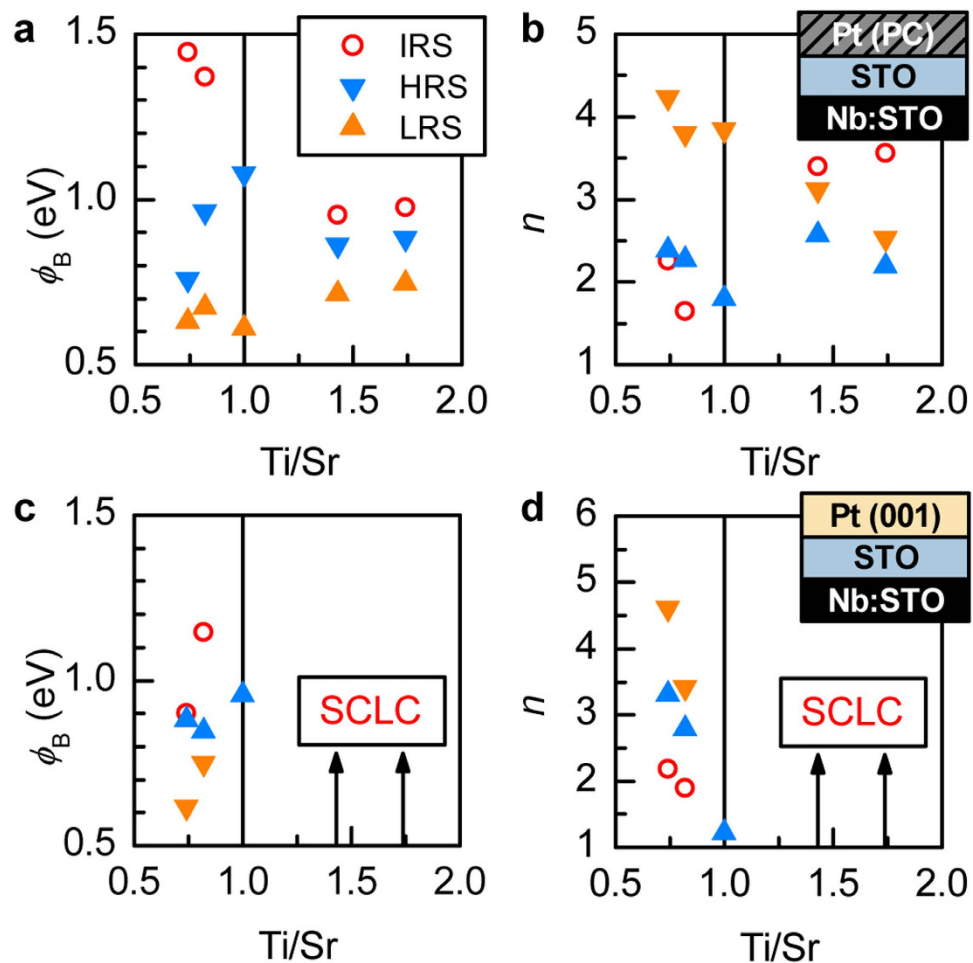 a
1.5
1.0
0.5
ϕB (eV)
IRS
HRS
LRS
0.5 1.0 1.5 2.0
Ti/Sr
b
5
4
3
2
1
n
Pt (PC)
STO
Nb:STO
0.5 1.0 1.5 2.0
Ti/Sr
c
1.5
1.0
0.5
ϕB (eV)
SCLC
0.5 1.0 1.5 2.0
Ti/Sr
d
6
5
4
3
2
1
n
Pt (001)
STO
Nb:STO
SCLC
0.5 1.0 1.5 2.0
Ti/Sr